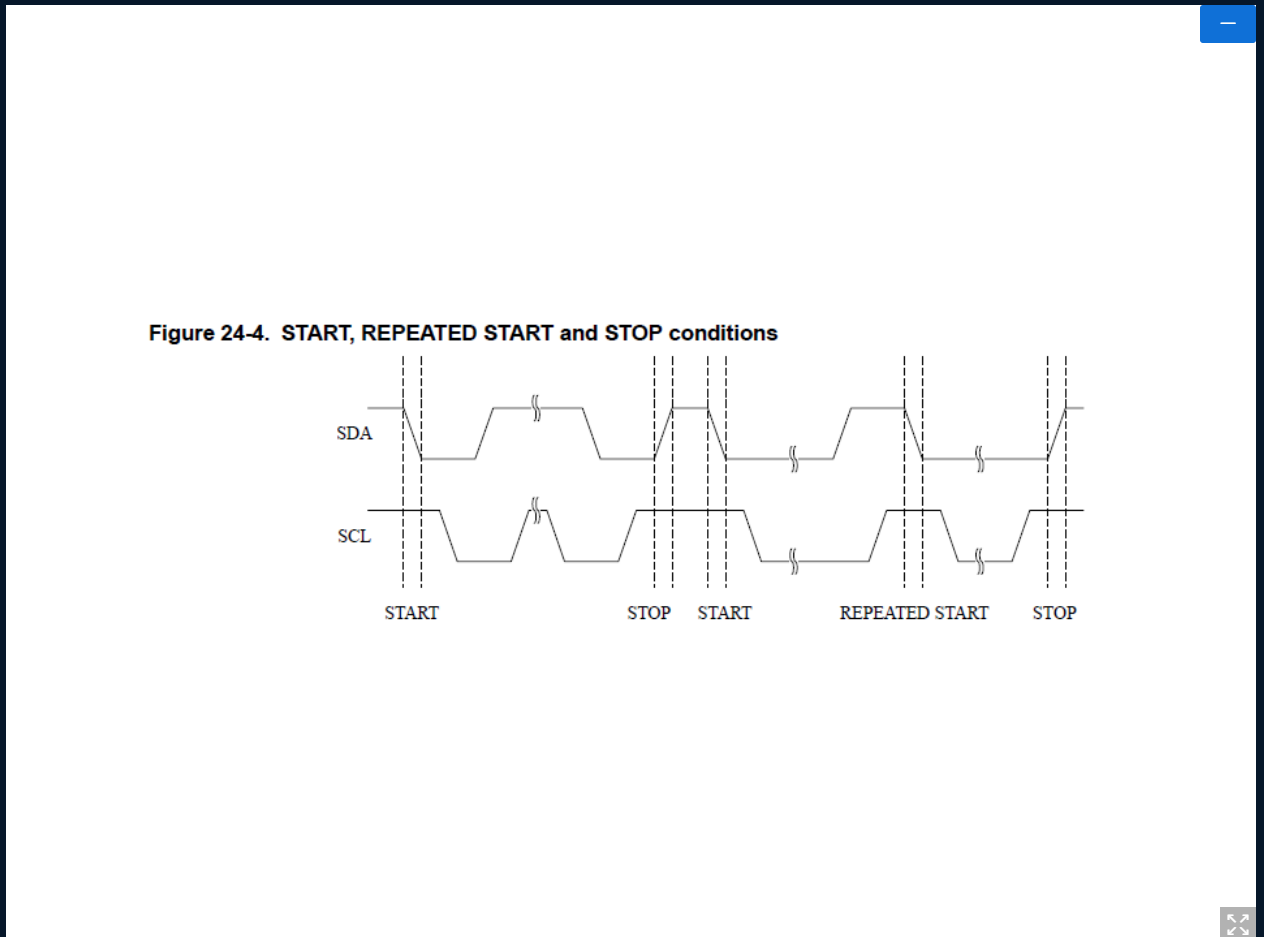 Figure 24-4.  START, REPEATED START and STOP conditions
SDA
SCL
START STOP START REPEATED START STOP